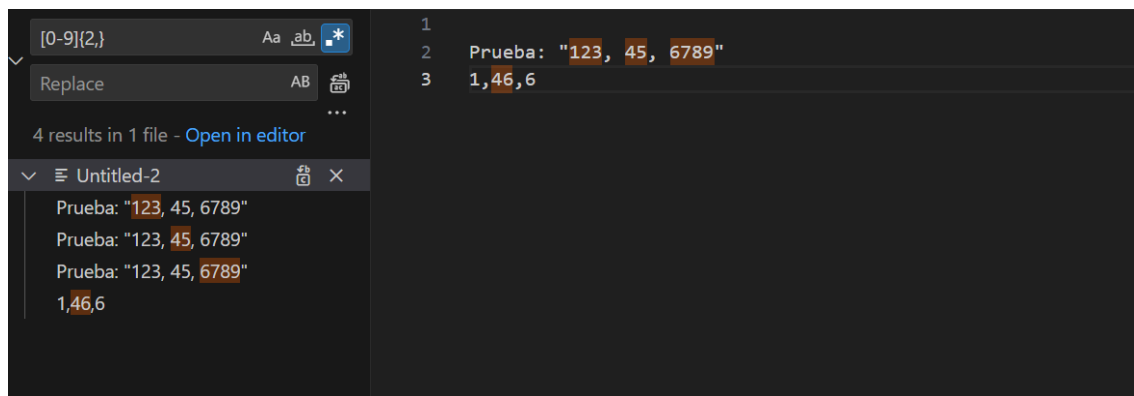 [0-9]{2,}
Aa ab
Replace
AB
...
4 results in 1 file - Open in editor
Untitled-2
Prueba: "123, 45, 6789"
Prueba: "123, 45, 6789"
Prueba: "123, 45, 6789"
1,46,6
1
2 Prueba: "123, 45, 6789"
3 1,46,6